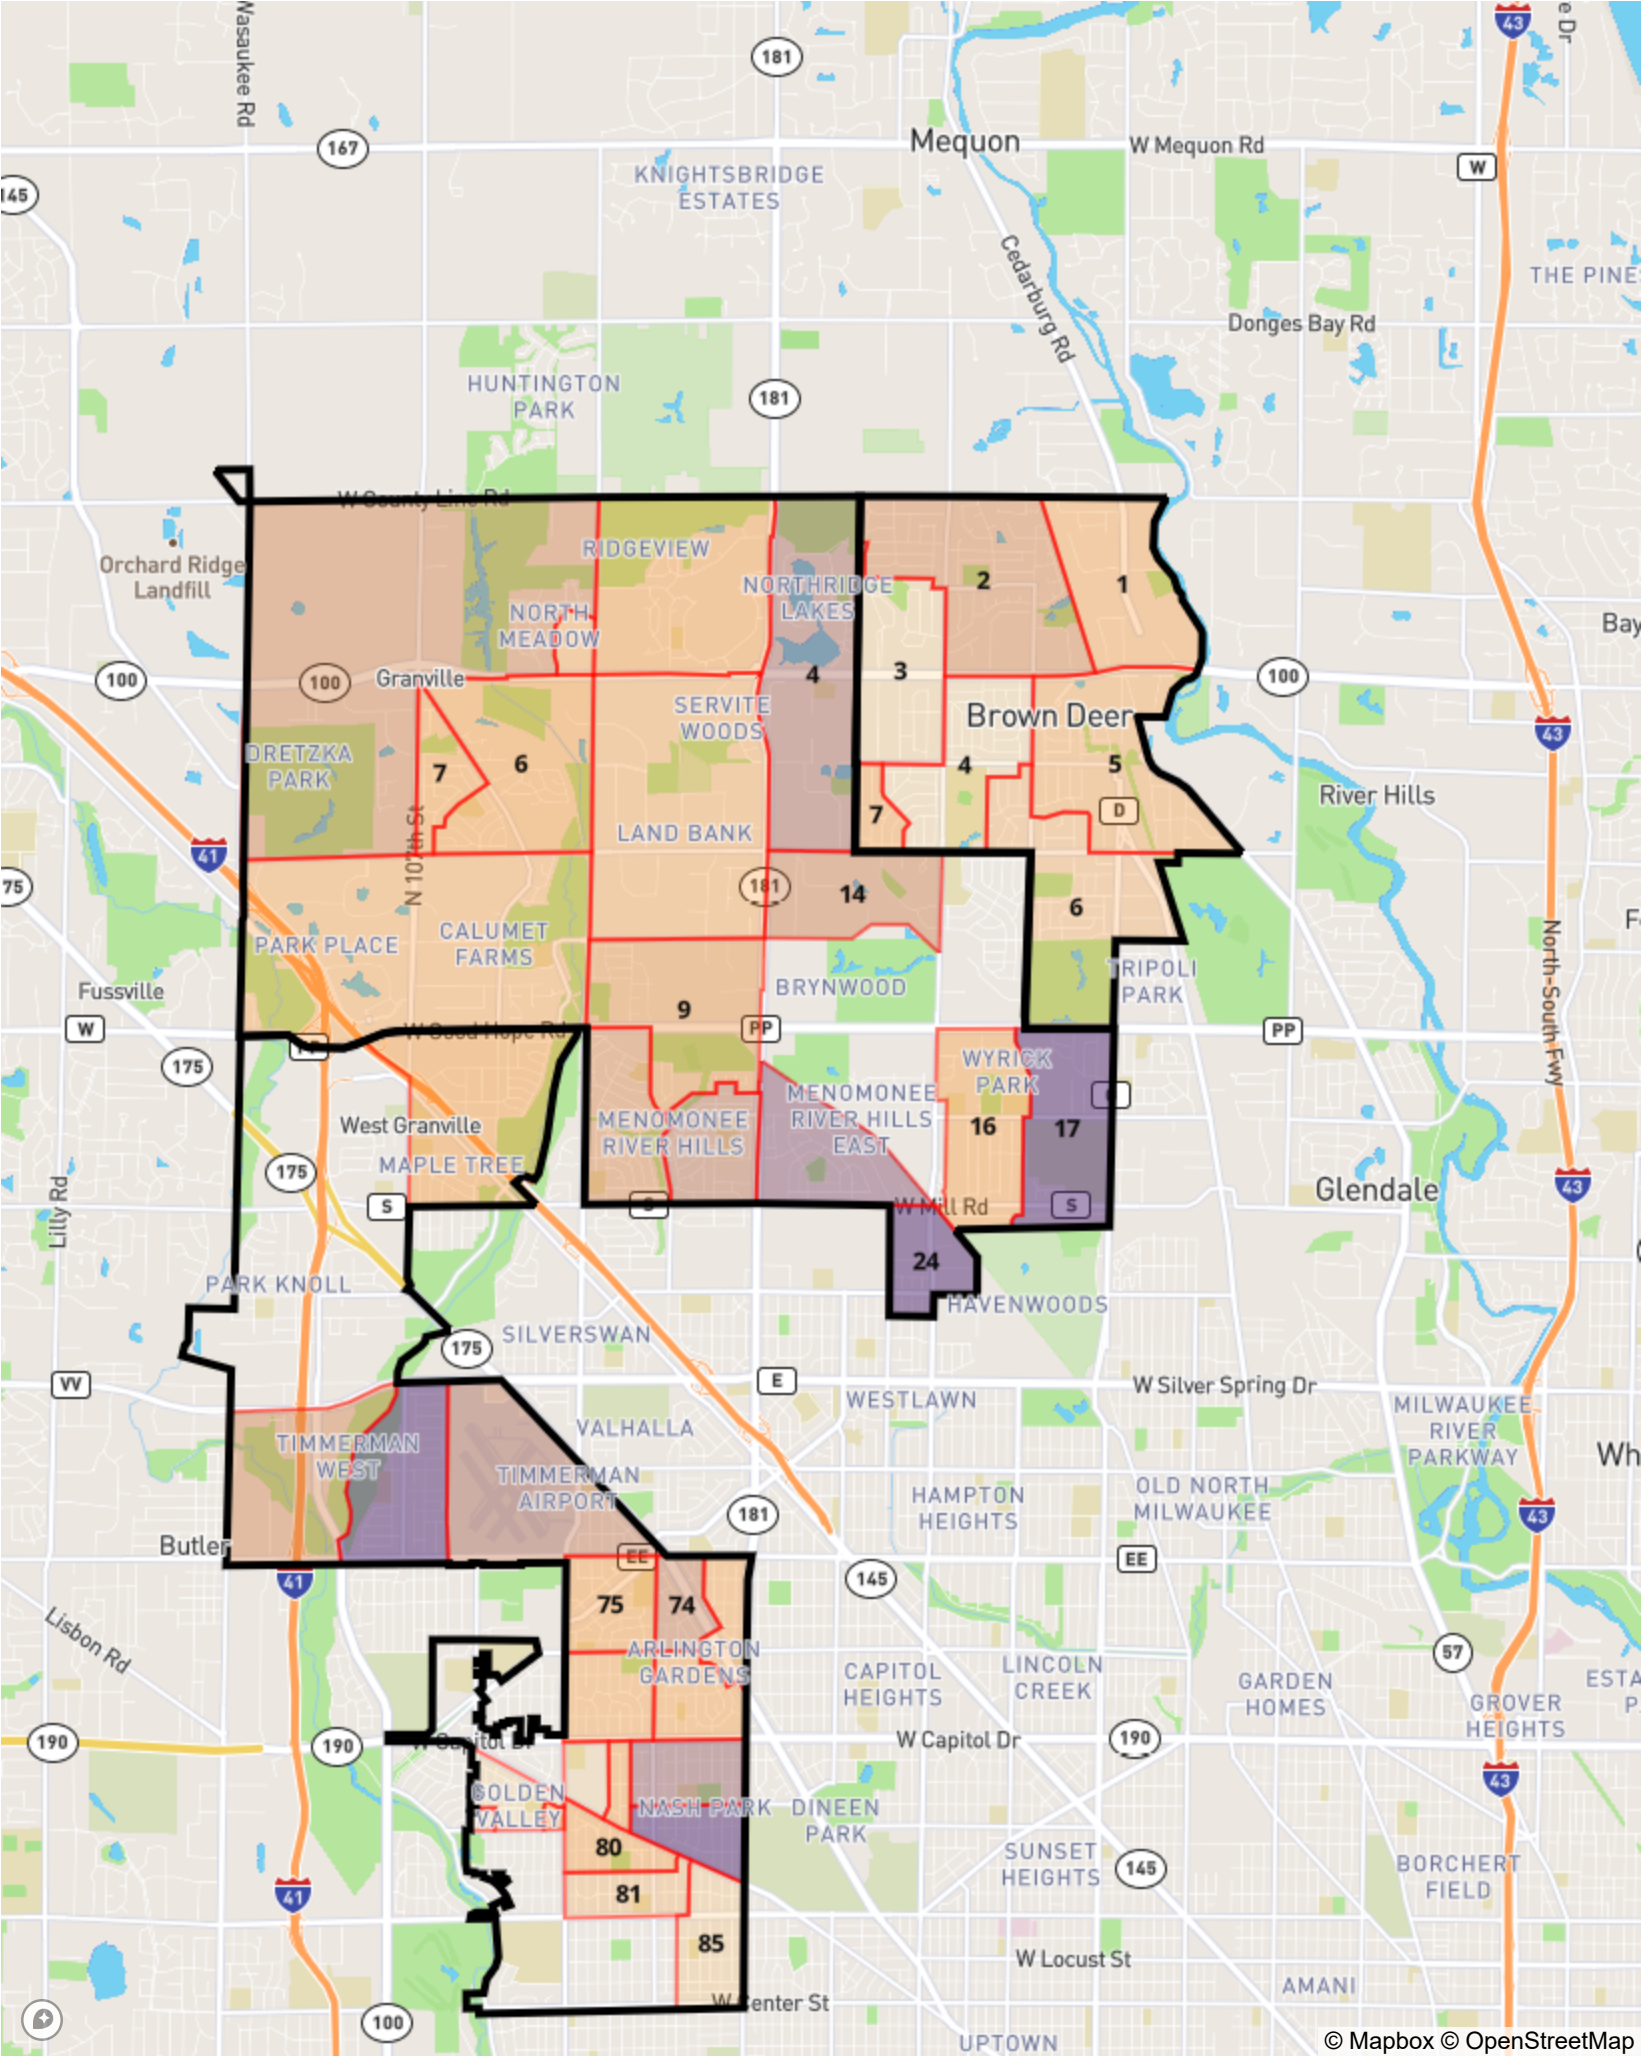 43
e Dr
Wasaukee Rd
181
Mequon
W Mequon Rd
167
W
KNIGHTSBRIDGE
ESTATES
145
Cedarburg Rd
THE PINE
Donges Bay Rd
HUNTINGTON
PARK
181
W County Line Rd
Orchard Ridge
Landfill
RIDGEVIEW
NORTHRIDGE
LAKES
2
1
NORTH
MEADOW
Bay
100
100
Granville
4
3
100
SERVITE
WOODS
Brown Deer
43
DRETZKA
PARK
7
6
4
5
River Hills
7
D
LAND BANK
41
N 107th St
75
181
14
6
PARK PLACE
CALUMET
FARMS
F
North-South Fwy
Fussville
BRYNWOOD
TRIPOLI
PARK
9
W
W Good Hope Rd
PP
PP
PP
175
WYRICK
PARK
West Granville
MENOMONEE
RIVER HILLS
MENOMONEE
RIVER HILLS
EAST
16
17
MAPLE TREE
175
Lilly Rd
S
S
W Mill Rd
S
Glendale
43
24
PARK KNOLL
HAVENWOODS
SILVERSWAN
175
VV
E
W Silver Spring Dr
WESTLAWN
MILWAUKEE
RIVER
PARKWAY
VALHALLA
TIMMERMAN
WEST
TIMMERMAN
AIRPORT
Wh
HAMPTON
HEIGHTS
OLD NORTH
MILWAUKEE
181
43
Butler
EE
EE
41
145
75
74
Lisbon Rd
ARLINGTON
GARDENS
CAPITOL
HEIGHTS
LINCOLN
CREEK
57
GARDEN
HOMES
ESTA
P
GROVER
HEIGHTS
190
190
W Capitol Dr
W Capitol Dr
190
43
GOLDEN
VALLEY
NASH PARK
DINEEN
PARK
80
SUNSET
HEIGHTS
145
BORCHERT
FIELD
41
81
85
W Locust St
AMANI
W Center St
100
UPTOWN
© Mapbox © OpenStreetMap